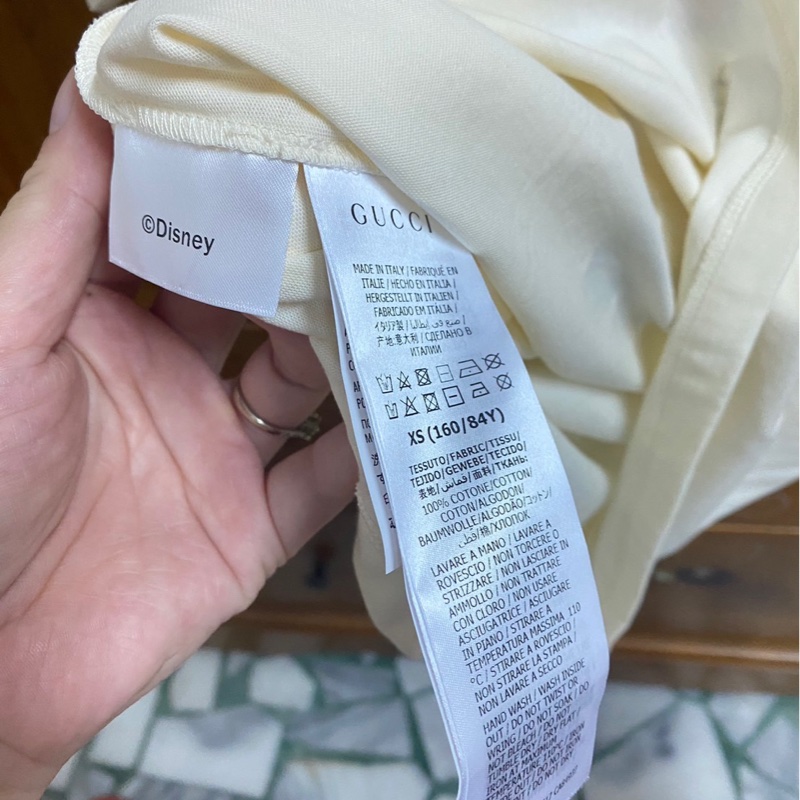 ©Disney
GUCCI
MADE IN ITALY / FABRIQUÉ EN
ITALIE / HECHO EN ITALIA /
HERGESTELLT IN ITALIEN /
FABRICADO EM ITALIA /
イタリア製 / صنع في إيطاليا /
产地:意大利 / СДЕЛАНО В
ИТАЛИИ
XS (160/84Y)
TESSUTO/FABRIC/TISSU/
TEJIDO/GEWEBE/TECIDO/
表地/قماش/面料/ТКАНЬ:
100% COTONE/COTTON/
COTON/ALGODON/
BAUMWOLLE/ALGODÃO/コットン/
قطن/棉/ХЛОПОК
LAVARE A MANO / LAVARE A
ROVESCIO / NON TORCERE O
STRIZZARE / NON LASCIARE IN
AMMOLLO / NON TRATTARE
CON CLORO / NON USARE
ASCIUGATRICE / ASCIUGARE
IN PIANO / STIRARE A
TEMPERATURA MASSIMA 110
°C / STIRARE A ROVESCIO /
NON STIRARE LA STAMPA /
NON LAVARE A SECCO
HAND WASH / WASH INSIDE
OUT / DO NOT TWIST OR
WRING / DO NOT SOAK / DO